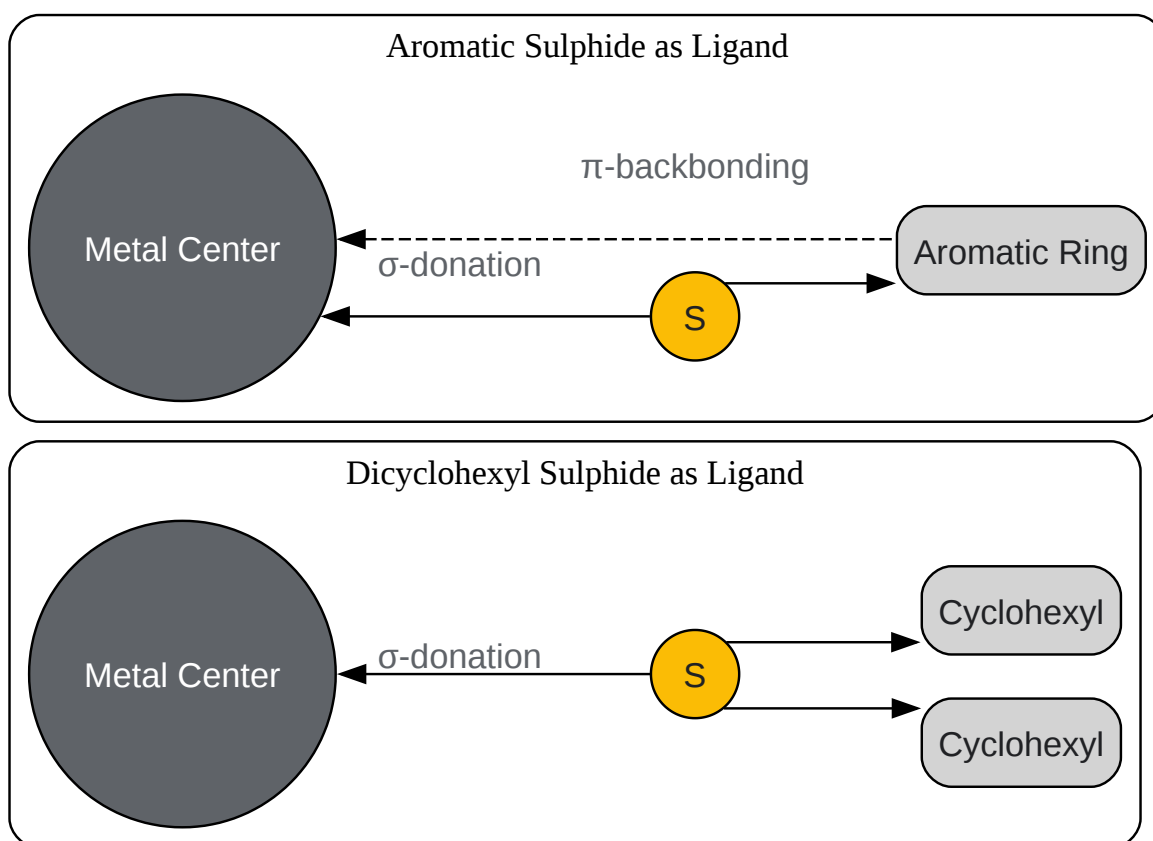 Aromatic Sulphide as Ligand
π-backbonding
Metal Center
σ-donation
Aromatic Ring
S
Dicyclohexyl Sulphide as Ligand
Cyclohexyl
Metal Center
σ-donation
S
Cyclohexyl